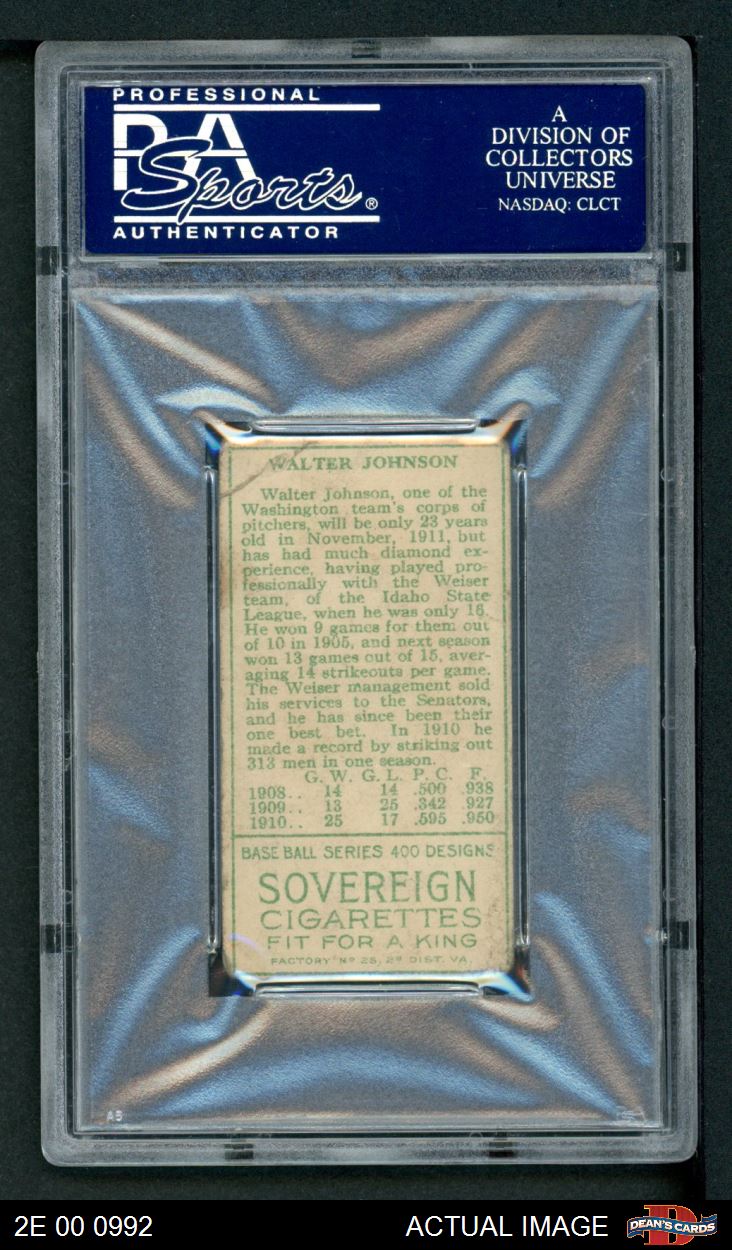 PROFESSIONAL
PSA
Sports®
AUTHENTICATOR
A
DIVISION OF
COLLECTORS
UNIVERSE
NASDAQ: CLCT
WALTER JOHNSON
Walter Johnson, one of the
Washington team's corps of
pitchers, will be only 23 years
old in November, 1911, but
has had much diamond ex-
perience, having played pro-
fessionally with the Weiser
team, of the Idaho State
League, when he was only 16.
He won 9 games for them out
of 10 in 1905, and next season
won 13 games out of 15, aver-
aging 14 strikeouts per game.
The Weiser management sold
his services to the Senators,
and he has since been their
one best bet. In 1910 he
made a record by striking out
313 men in one season.
G. W. G. L. P. C. F.
1908.. 14 14 .500 .938
1909.. 13 25 .342 .927
1910.. 25 17 .595 .950
BASE BALL SERIES 400 DESIGNS
SOVEREIGN
CIGARETTES
FIT FOR A KING
FACTORY Nº 25, 2º DIST. VA.
A5
2E 00 0992 ACTUAL IMAGE DEAN'S CARDS